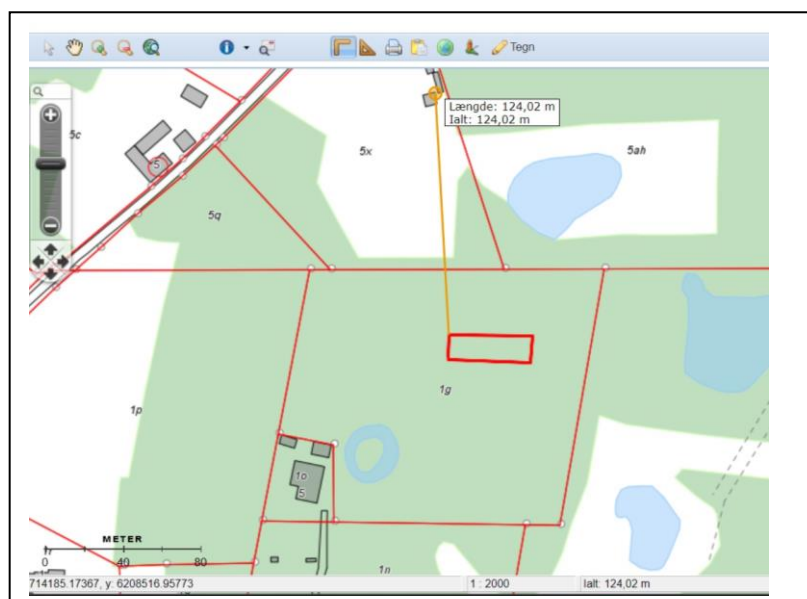 Tegn
Længde: 124,02 m
Ialt: 124,02 m
5c
5
5x
5ah
5q
1g
1p
1o
5
METER
0 40 80
1n
714185.17367, y: 6208516.95773
1 : 2000
Ialt: 124,02 m